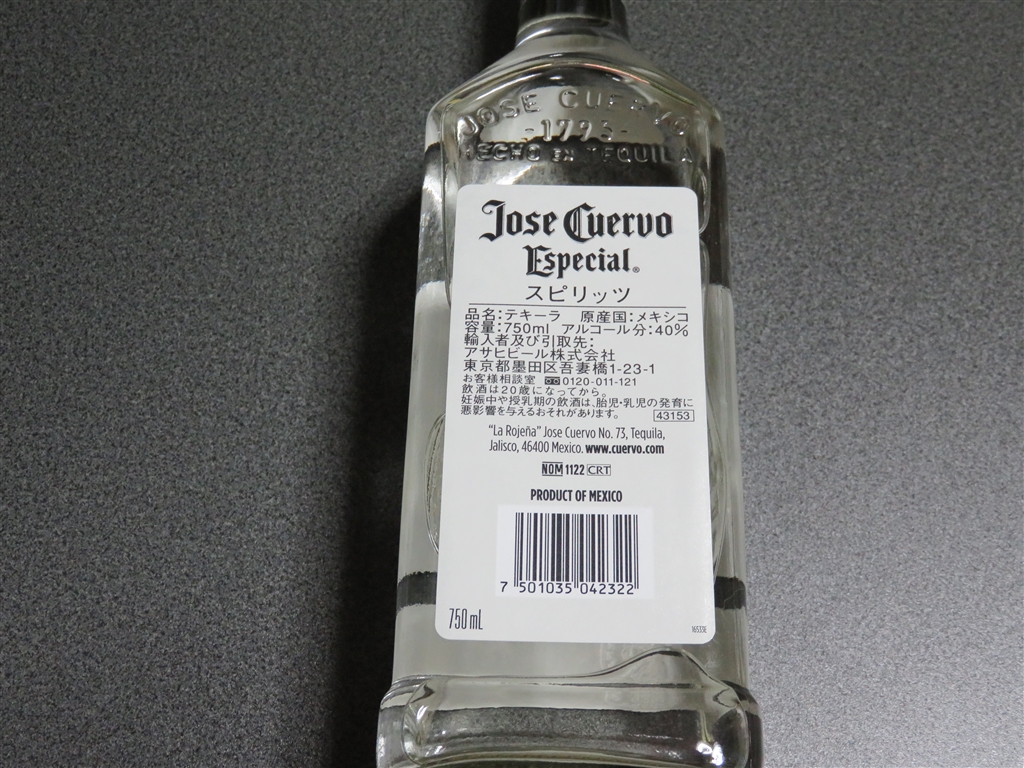 JOSE CUERVO
-1795-
HECHO EN TEQUILA
Jose Cuervo
Especial®
スピリッツ
品名:テキーラ 原産国:メキシコ
容量:750ml アルコール分:40%
輸入者及び引取先:
アサヒビール株式会社
東京都墨田区吾妻橋1-23-1
お客様相談室 0120-011-121
飲酒は20歳になってから。
妊娠中や授乳期の飲酒は、胎児・乳児の発育に
悪影響を与えるおそれがあります。 43153
"La Rojeña" Jose Cuervo No. 73, Tequila,
Jalisco, 46400 Mexico. www.cuervo.com
NOM 1122 CRT
PRODUCT OF MEXICO
7 501035 042322
750 mL